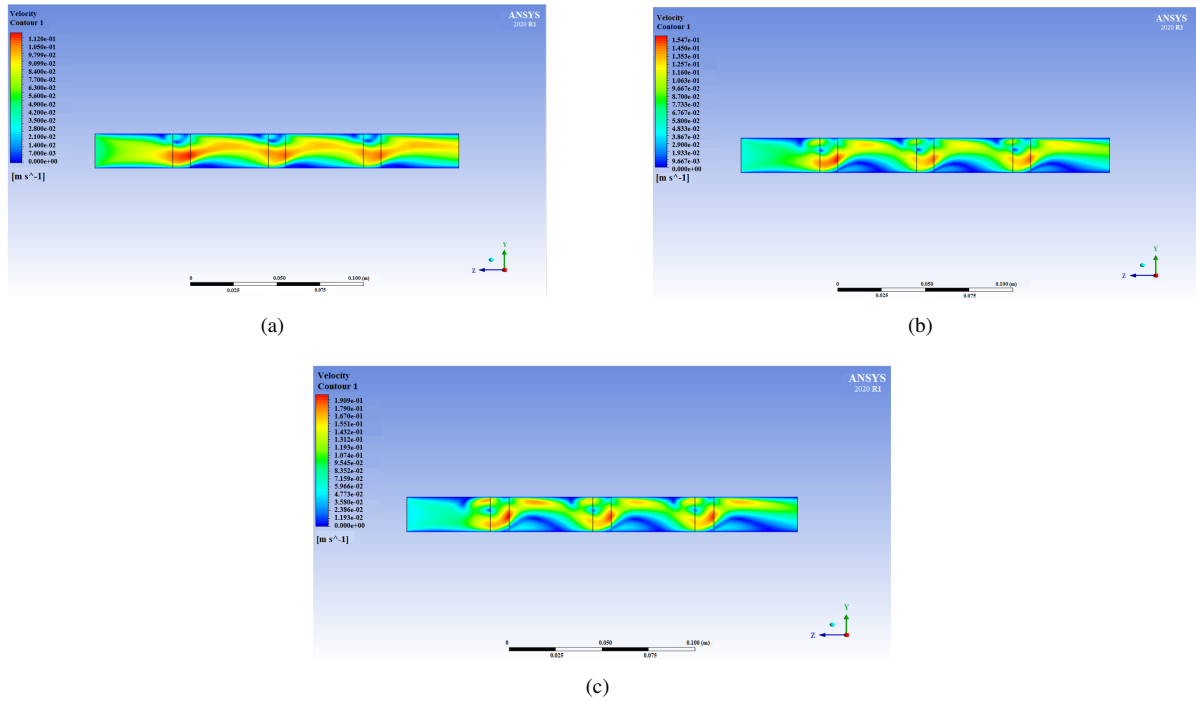 Velocity
Contour 1
1.120e-01
1.050e-01
9.799e-02
9.099e-02
8.400e-02
7.700e-02
6.300e-02
5.600e-02
4.900e-02
4.200e-02
3.500e-02
2.800e-02
2.100e-02
1.400e-02
7.000e-03
0.000e+00
[m s^-1]
ANSYS
2020 R1
Y
Z
0 0.050 0.100 (m)
0.025 0.075
(a)
Velocity
Contour 1
1.547e-01
1.450e-01
1.353e-01
1.257e-01
1.160e-01
1.063e-01
9.667e-02
8.700e-02
7.733e-02
6.767e-02
5.800e-02
4.833e-02
3.867e-02
2.900e-02
1.933e-02
9.667e-03
0.000e+00
[m s^-1]
ANSYS
2020 R1
Y
Z
0 0.050 0.100 (m)
0.025 0.075
(b)
Velocity
Contour 1
1.909e-01
1.790e-01
1.670e-01
1.551e-01
1.432e-01
1.312e-01
1.193e-01
1.074e-01
9.545e-02
8.352e-02
7.159e-02
5.966e-02
4.773e-02
3.580e-02
2.386e-02
1.193e-02
0.000e+00
[m s^-1]
ANSYS
2020 R1
Y
Z
0 0.050 0.100 (m)
0.025 0.075
(c)